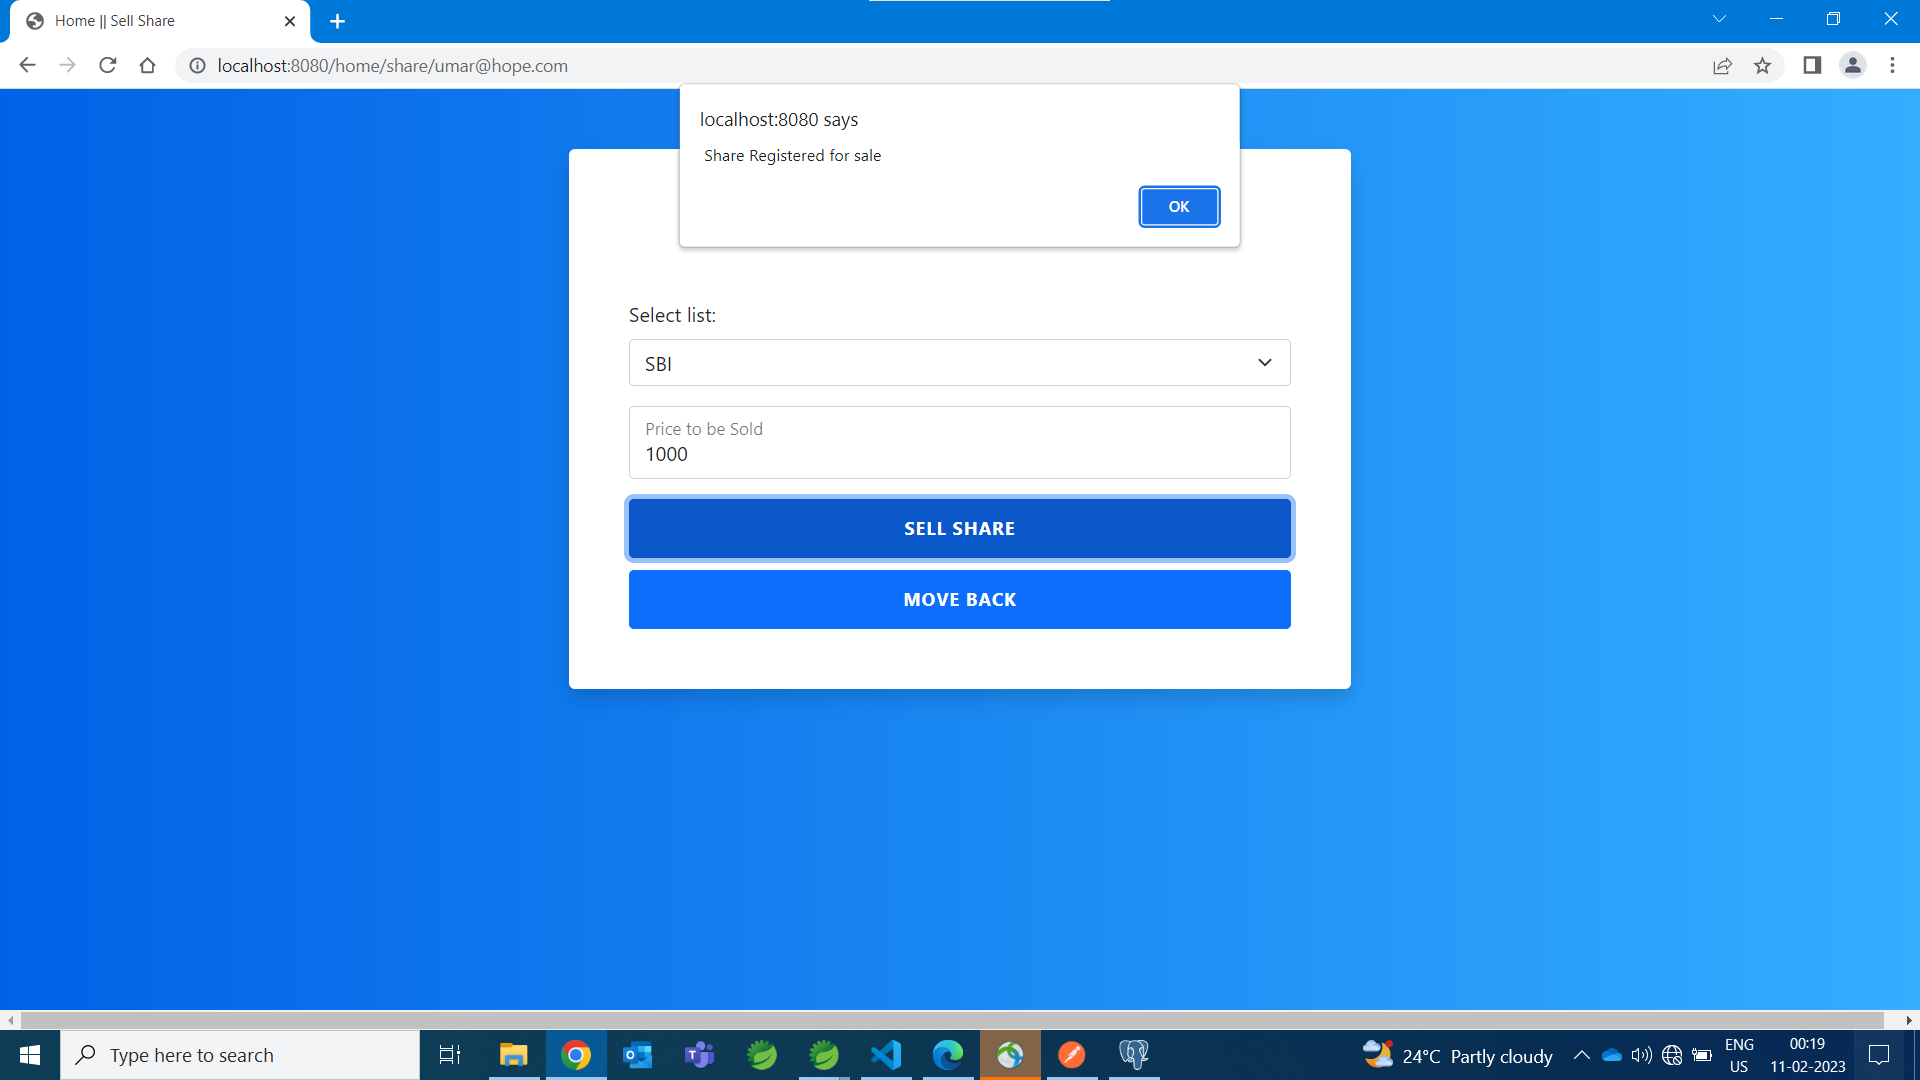 Home || Sell Share
localhost:8080/home/share/umar@hope.com
localhost:8080 says
Share Registered for sale
OK
Select list:
SBI
Price to be Sold
1000
SELL SHARE
MOVE BACK
Type here to search
24°C Partly cloudy
ENG
US
00:19
11-02-2023